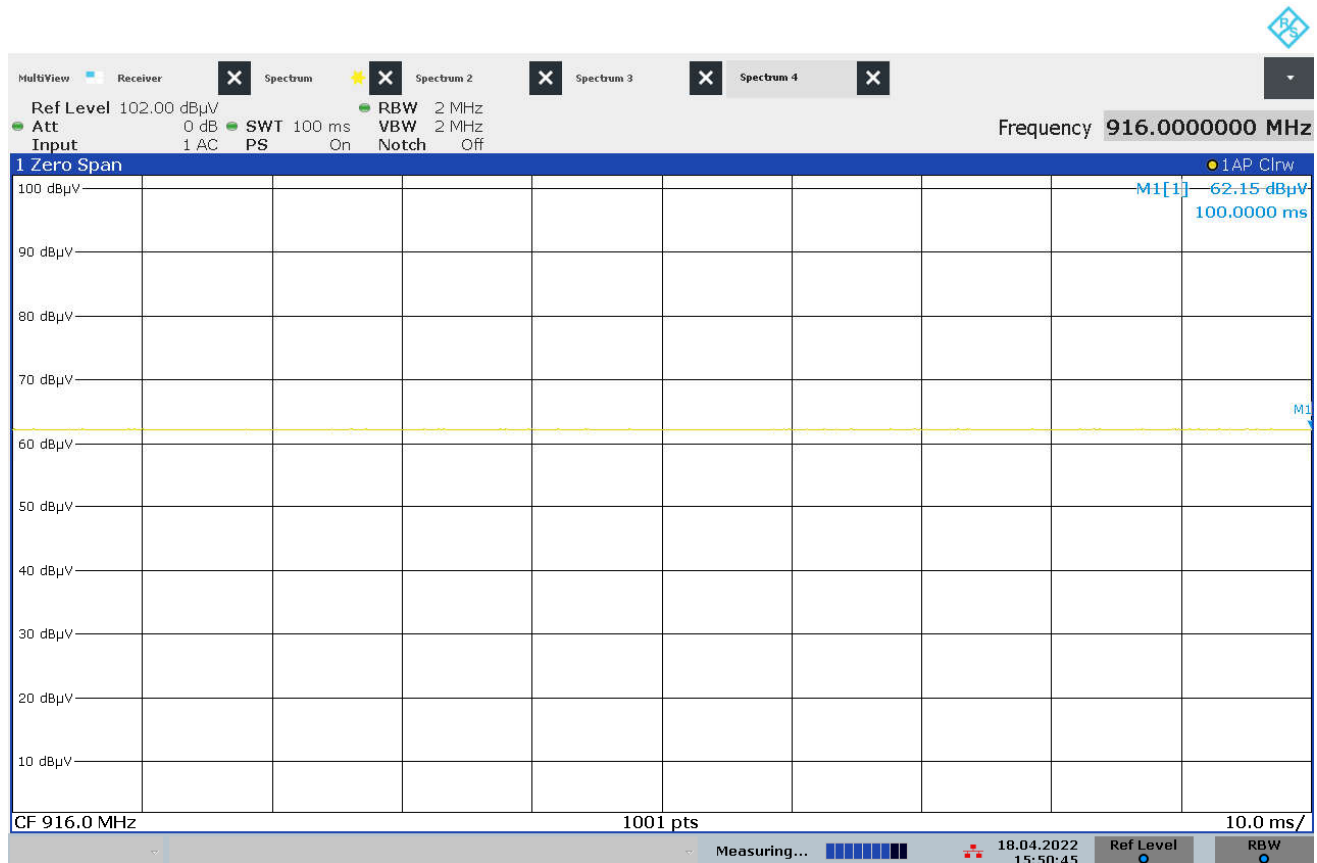 R&S
MultiView Receiver Spectrum Spectrum 2 Spectrum 3 Spectrum 4
Ref Level 102.00 dBµV RBW 2 MHz
Att 0 dB SWT 100 ms VBW 2 MHz Frequency 916.0000000 MHz
Input 1 AC PS On Notch Off
1 Zero Span 1AP Clrw
100 dBµV M1[1] 62.15 dBµV
100.0000 ms
90 dBµV
80 dBµV
70 dBµV
M1
60 dBµV
50 dBµV
40 dBµV
30 dBµV
20 dBµV
10 dBµV
CF 916.0 MHz 1001 pts 10.0 ms/
Measuring... 18.04.2022 Ref Level RBW
15:50:45